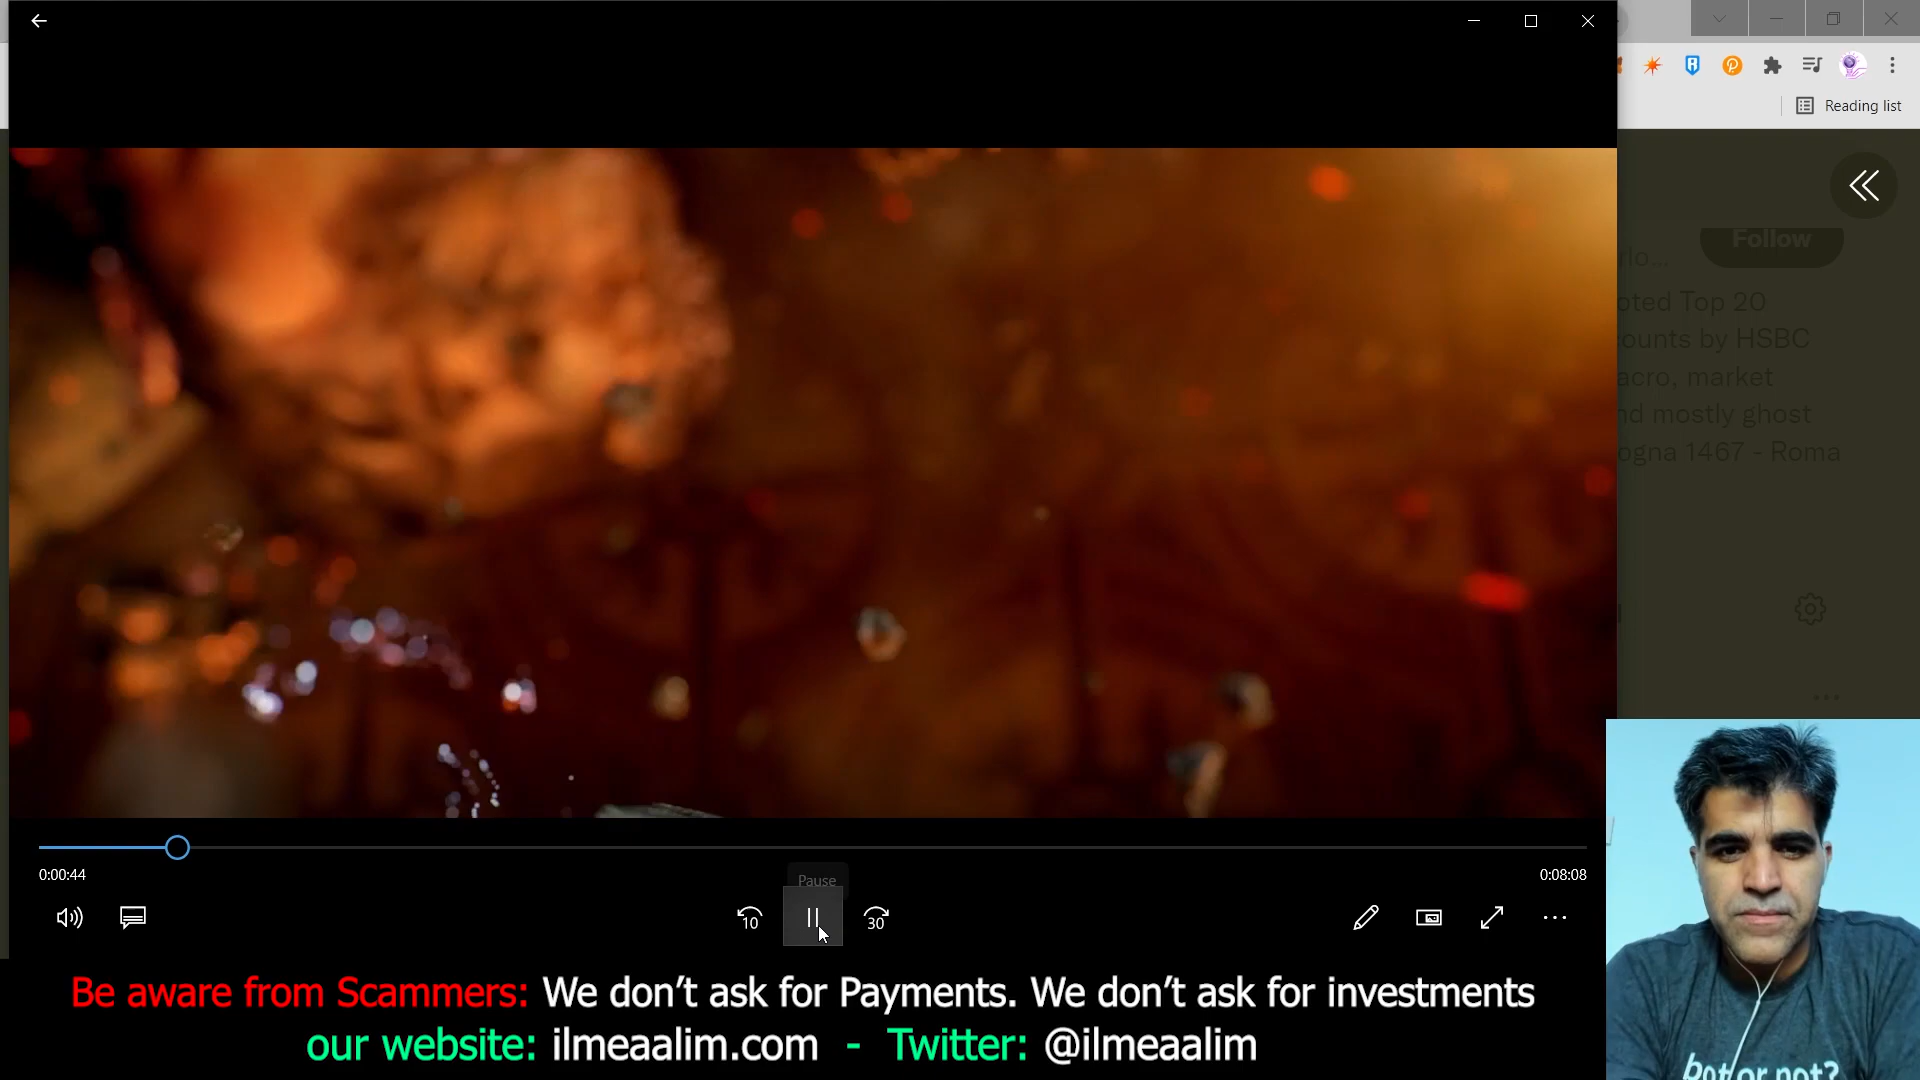 Reading list
Follow
rlo...
oted Top 20
ounts by HSBC
acro, market
nd mostly ghost
ogna 1467 - Roma
0:00:44
0:08:08
Pause
10
30
Be aware from Scammers: We don't ask for Payments. We don't ask for investments
our website: ilmeaalim.com - Twitter: @ilmeaalim
bot or not?